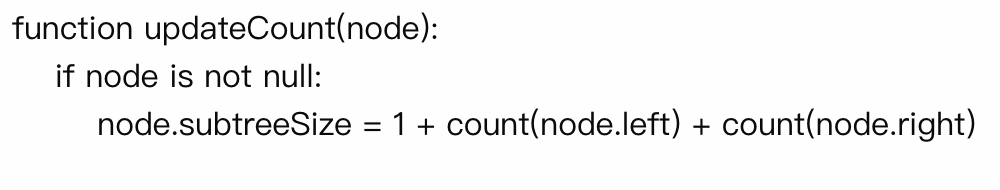 function updateCount(node):
if node is not null:
node.subtreeSize = 1 + count(node.left) + count(node.right)